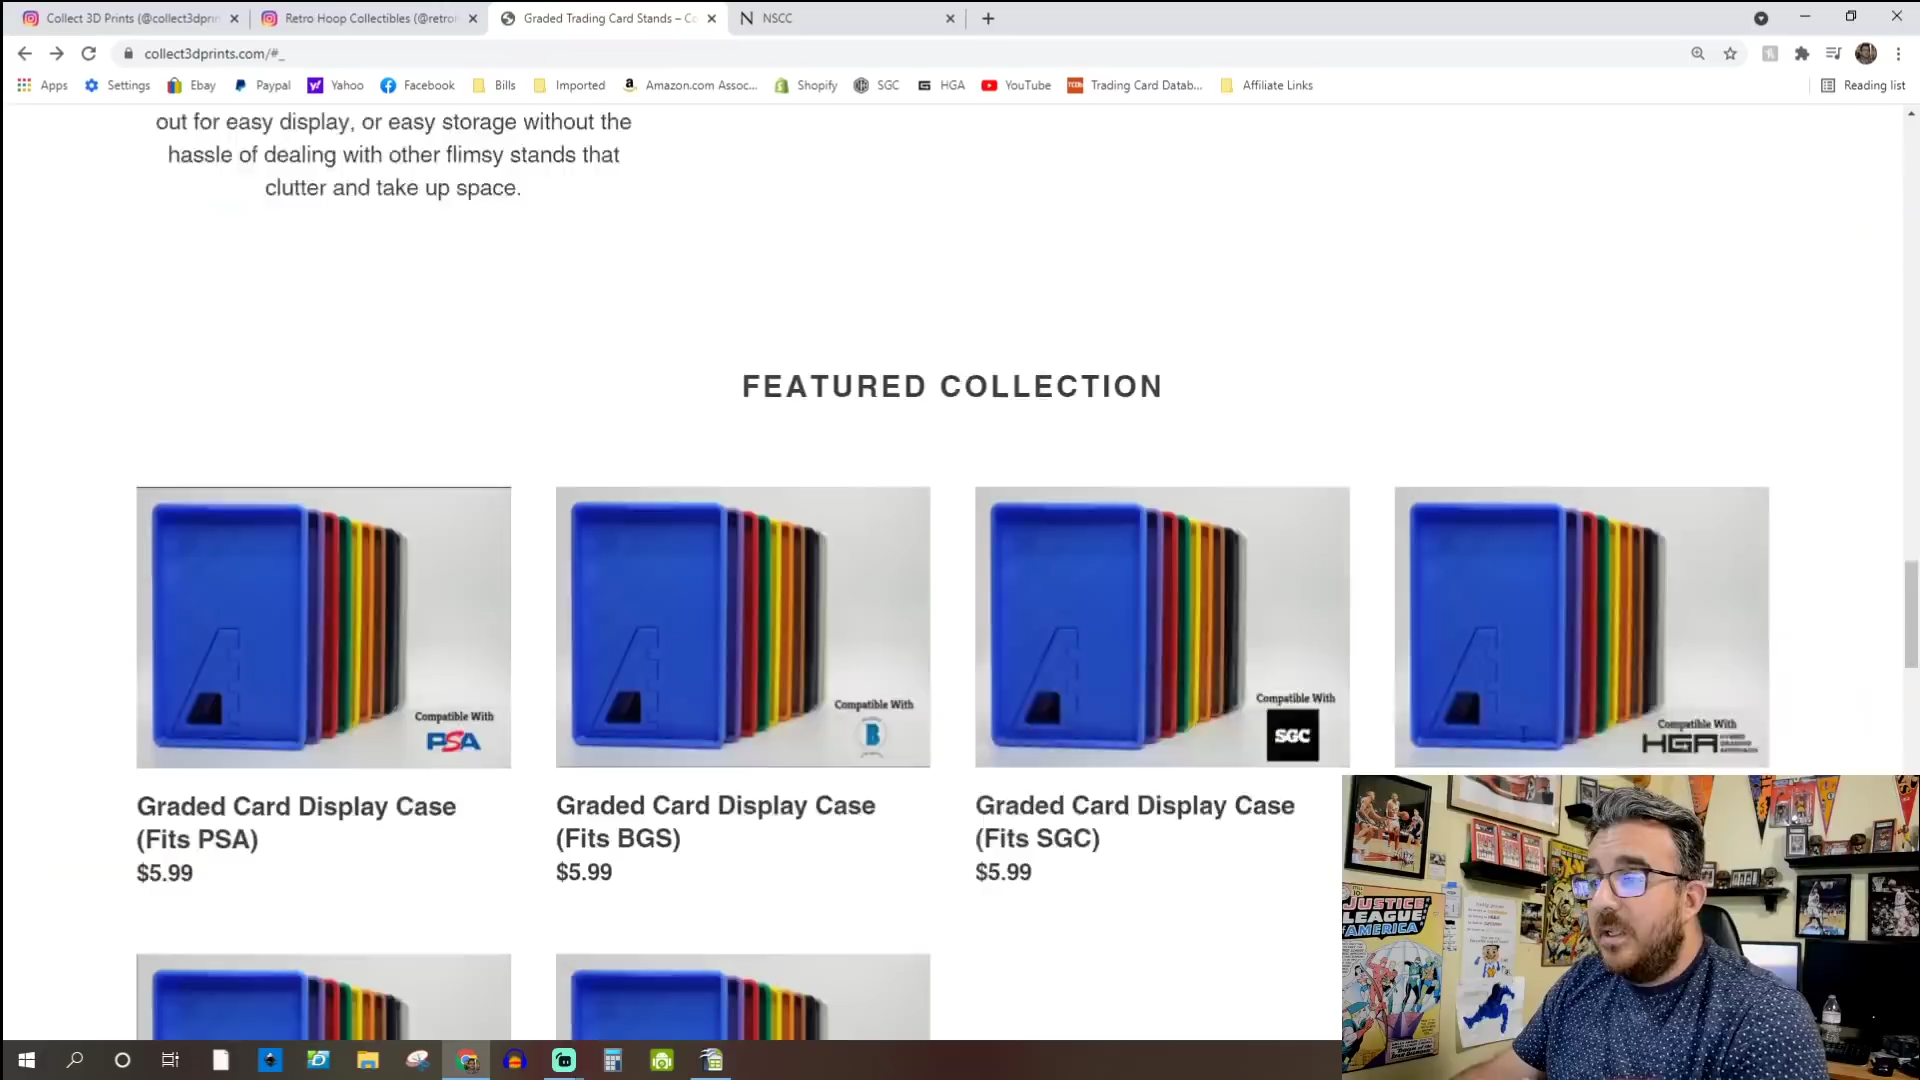 Collect 3D Prints (@collect3dprin
Retro Hoop Collectibles (@retro
Graded Trading Card Stands – Co
NSCC
collect3dprints.com/#_
Apps
Settings
Ebay
Paypal
Yahoo
Facebook
Bills
Imported
Amazon.com Assoc...
Shopify
SGC
HGA
YouTube
Trading Card Datab...
Affiliate Links
Reading list
out for easy display, or easy storage without the
hassle of dealing with other flimsy stands that
clutter and take up space.
FEATURED COLLECTION
Compatible With
PSA
Compatible With
B
Compatible With
SGC
Compatible With
HGA
Graded Card Display Case
(Fits PSA)
$5.99
Graded Card Display Case
(Fits BGS)
$5.99
Graded Card Display Case
(Fits SGC)
$5.99
JUSTICE
LEAGUE
of AMERICA